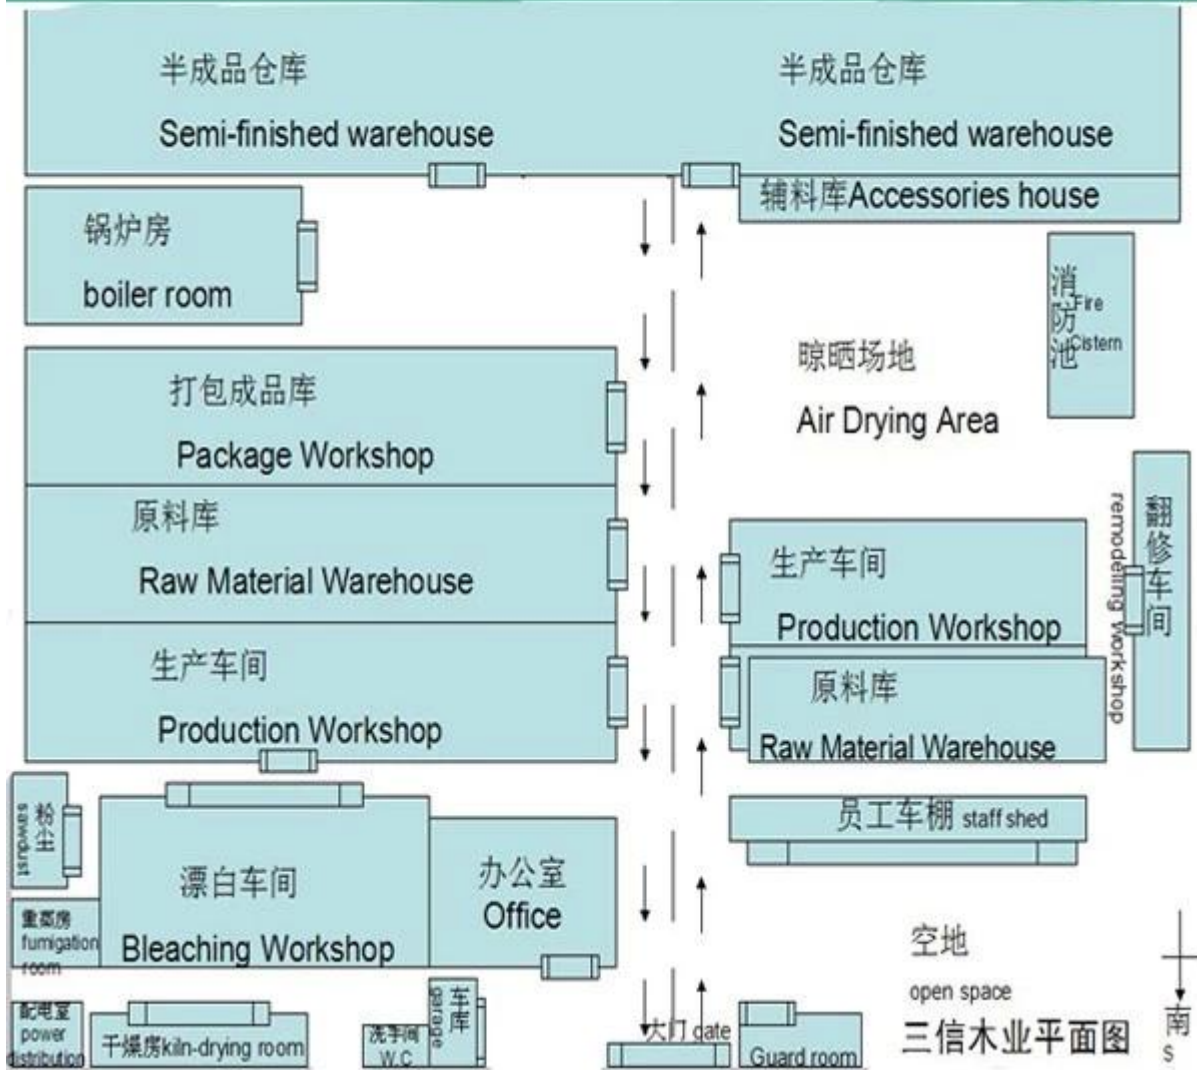 半成品仓库
Semi-finished warehouse
半成品仓库
Semi-finished warehouse
辅料库Accessories house
锅炉房
boiler room
消防池
Fire
Cistern
晾晒场地
Air Drying Area
打包成品库
Package Workshop
原料库
Raw Material Warehouse
生产车间
Production Workshop
生产车间
Production Workshop
原料库
Raw Material Warehouse
翻修车间
remodeling workshop
粉尘
sawdust
漂白车间
Bleaching Workshop
办公室
Office
员工车棚 staff shed
重蒸房
fumigation
room
空地
open space
配电室
power
distribution
干燥房kiln-drying room
洗手间
W.C
车库
garage
大门 gate
Guard room
三信木业平面图
南
S